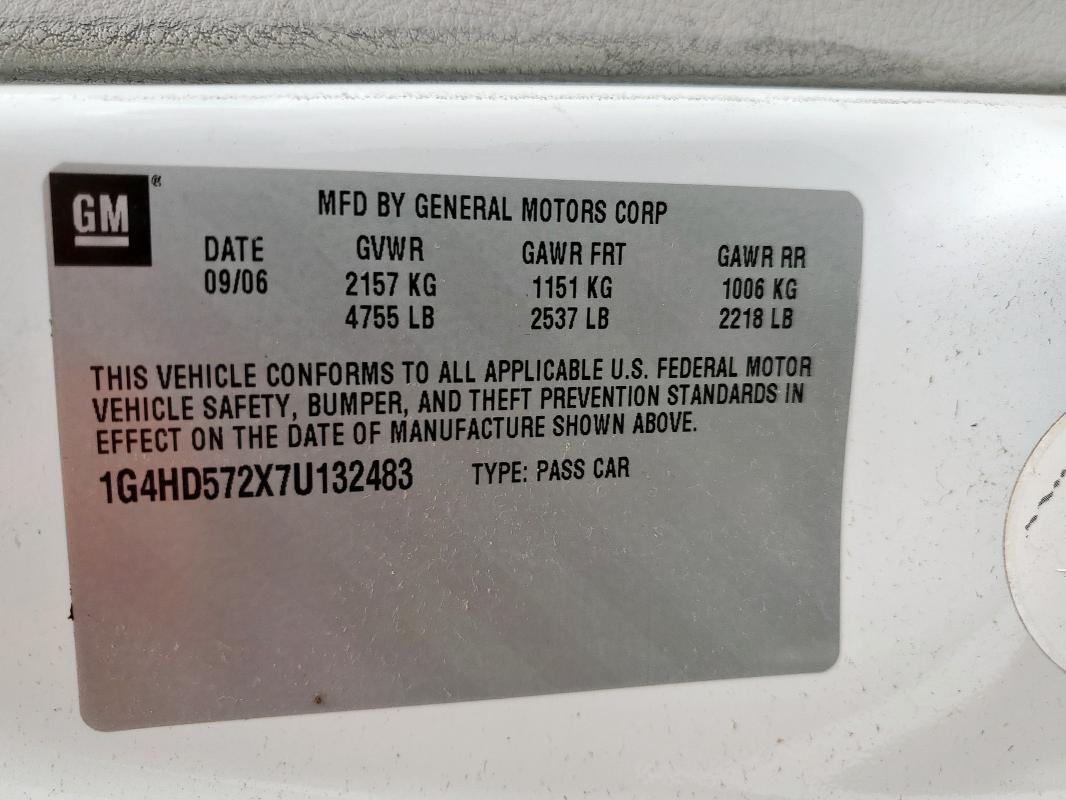 GM®
MFD BY GENERAL MOTORS CORP
DATE GVWR GAWR FRT GAWR RR
09/06 2157 KG 1151 KG 1006 KG
4755 LB 2537 LB 2218 LB
THIS VEHICLE CONFORMS TO ALL APPLICABLE U.S. FEDERAL MOTOR
VEHICLE SAFETY, BUMPER, AND THEFT PREVENTION STANDARDS IN
EFFECT ON THE DATE OF MANUFACTURE SHOWN ABOVE.
1G4HD572X7U132483 TYPE: PASS CAR